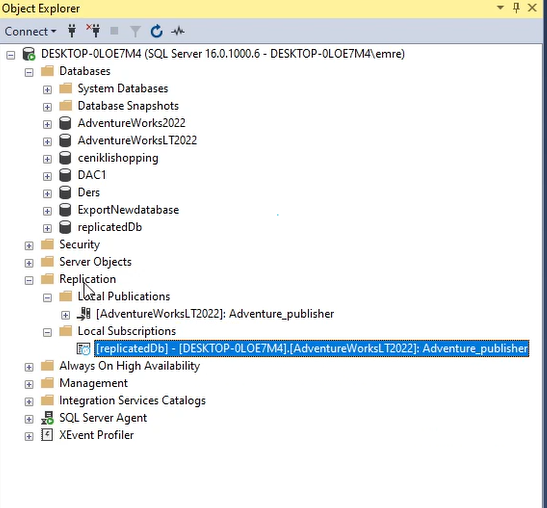 Object Explorer
Connect
DESKTOP-0LOE7M4 (SQL Server 16.0.1000.6 - DESKTOP-0LOE7M4\emre)
Databases
System Databases
Database Snapshots
AdventureWorks2022
AdventureWorksLT2022
ceniklishopping
DAC1
Ders
ExportNewdatabase
replicatedDb
Security
Server Objects
Replication
Local Publications
[AdventureWorksLT2022]: Adventure_publisher
Local Subscriptions
[replicatedDb] - [DESKTOP-0LOE7M4].[AdventureWorksLT2022]: Adventure_publisher
Always On High Availability
Management
Integration Services Catalogs
SQL Server Agent
XEvent Profiler